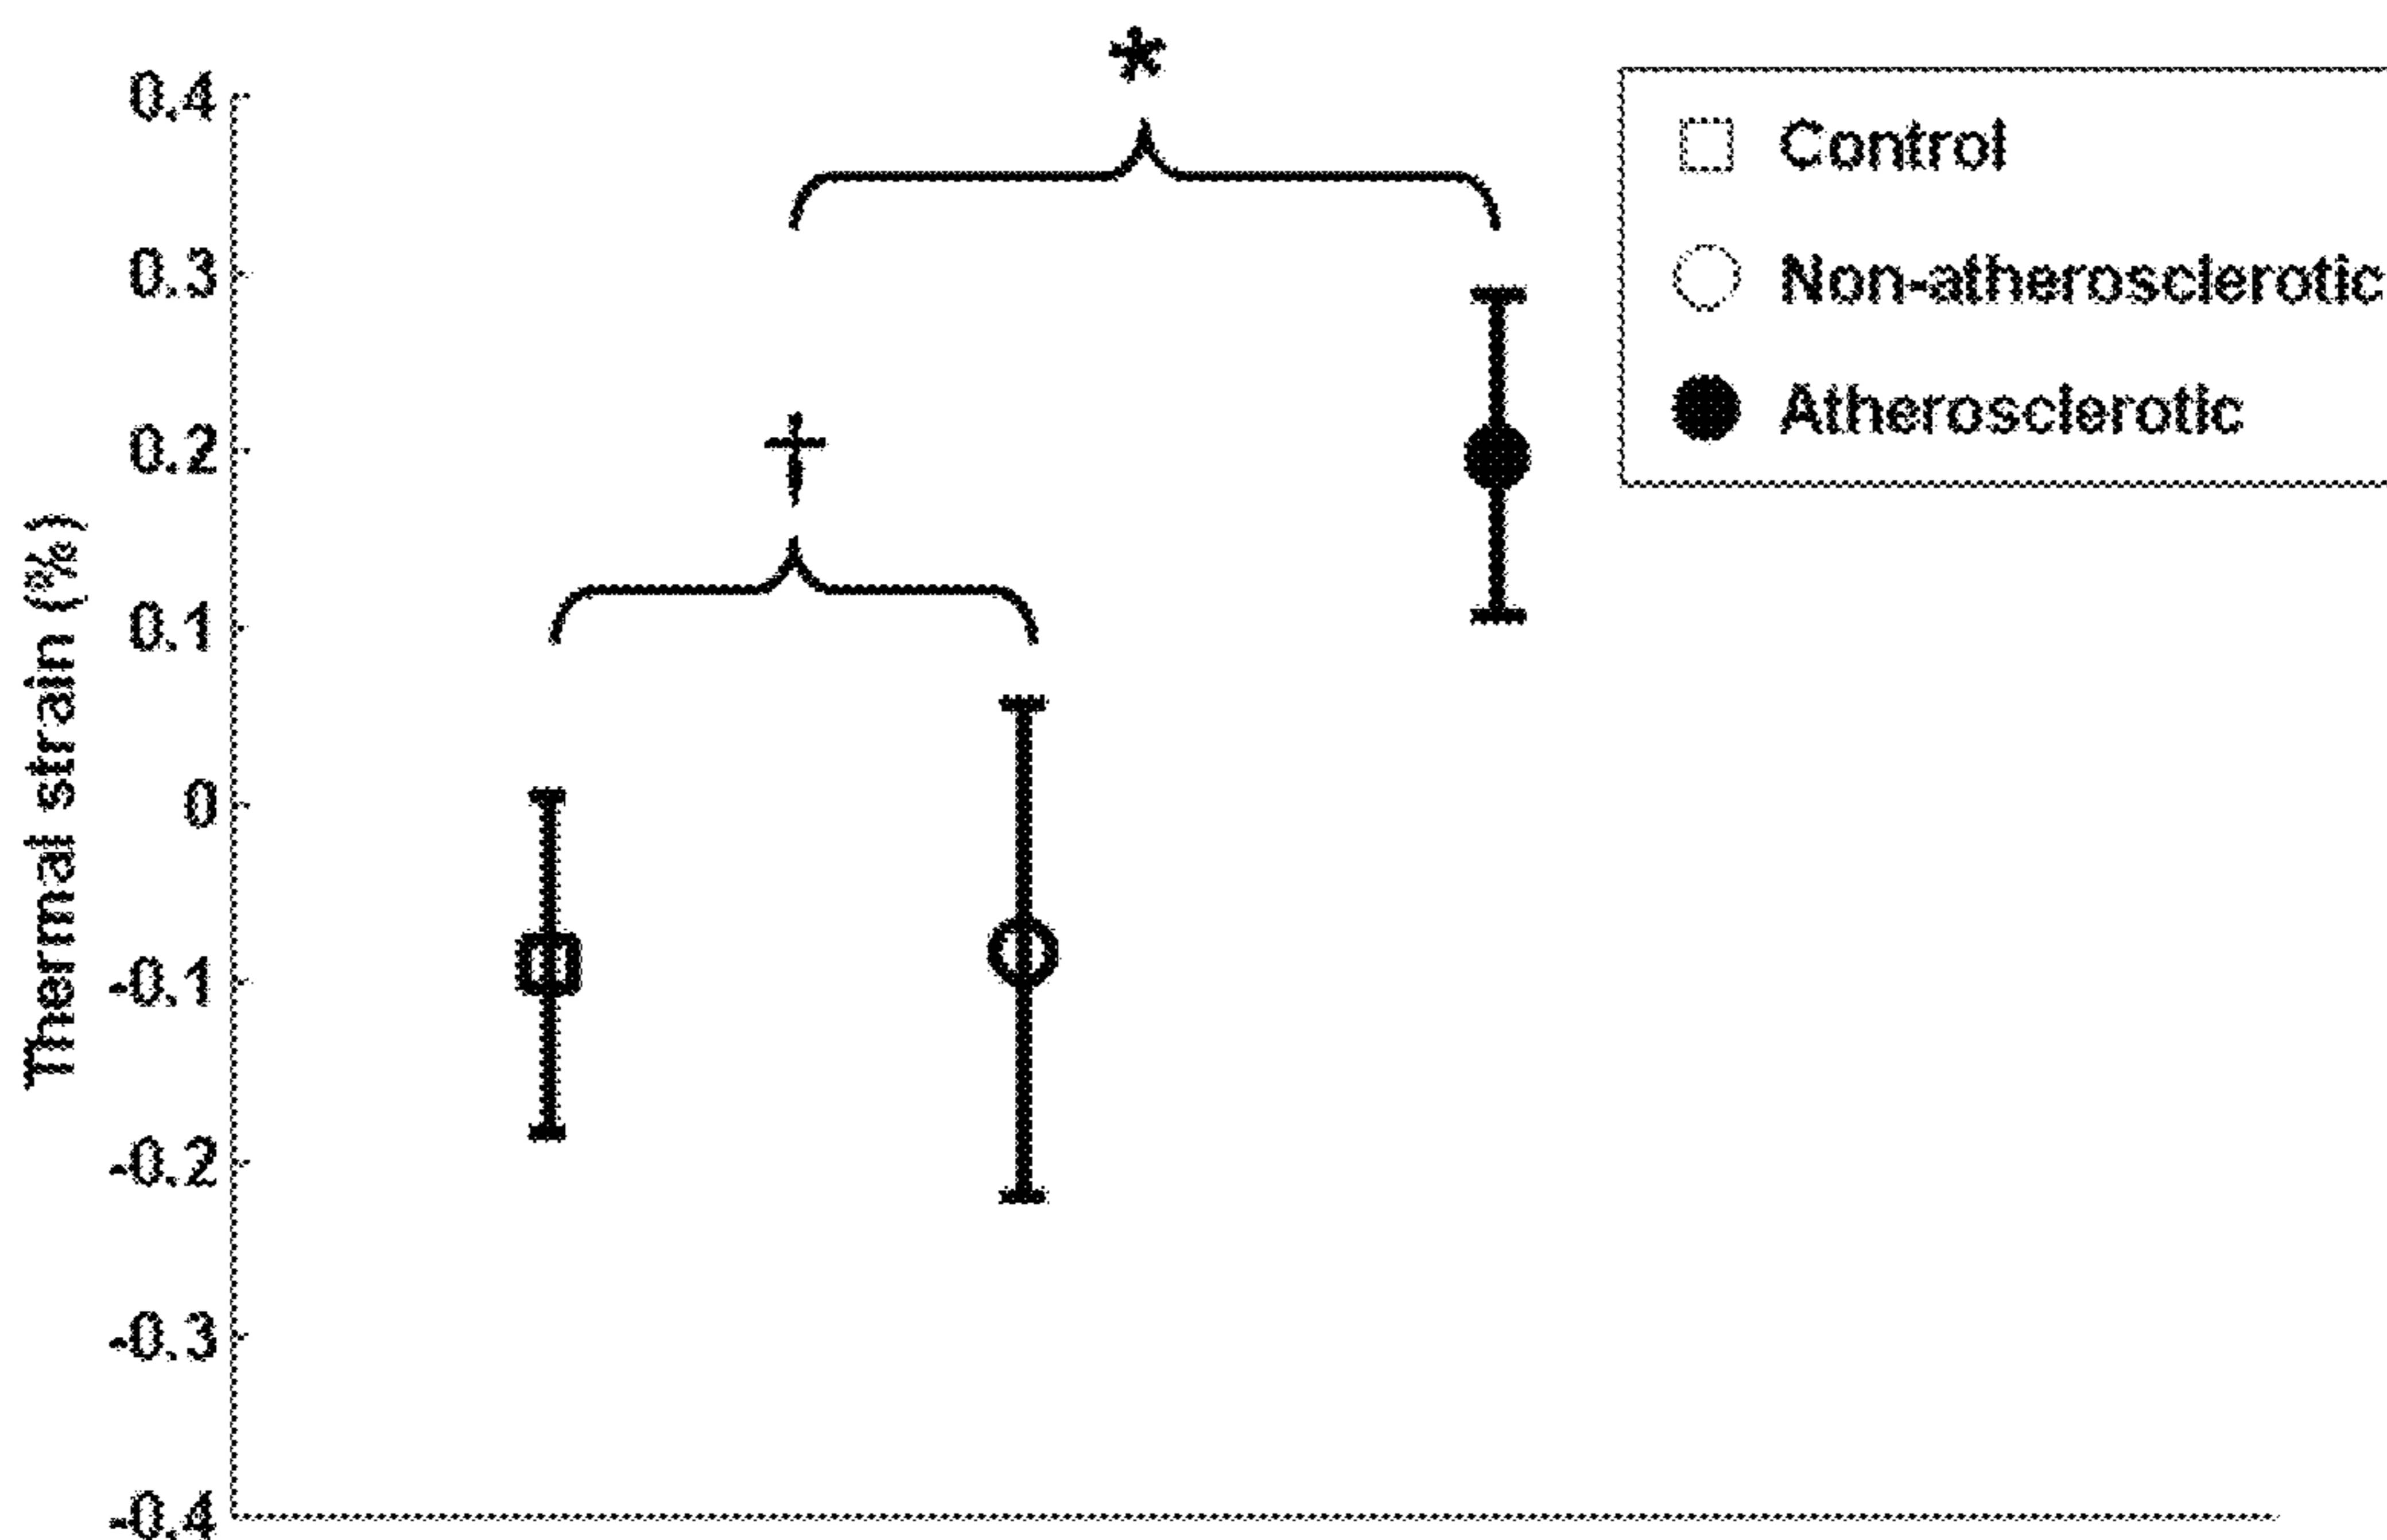 *
0.4
Control
0.3
Non-atherosclerotic
Atherosclerotic
0.2
†
0.1
Thermal strain (%)
0
-0.1
-0.2
-0.3
-0.4